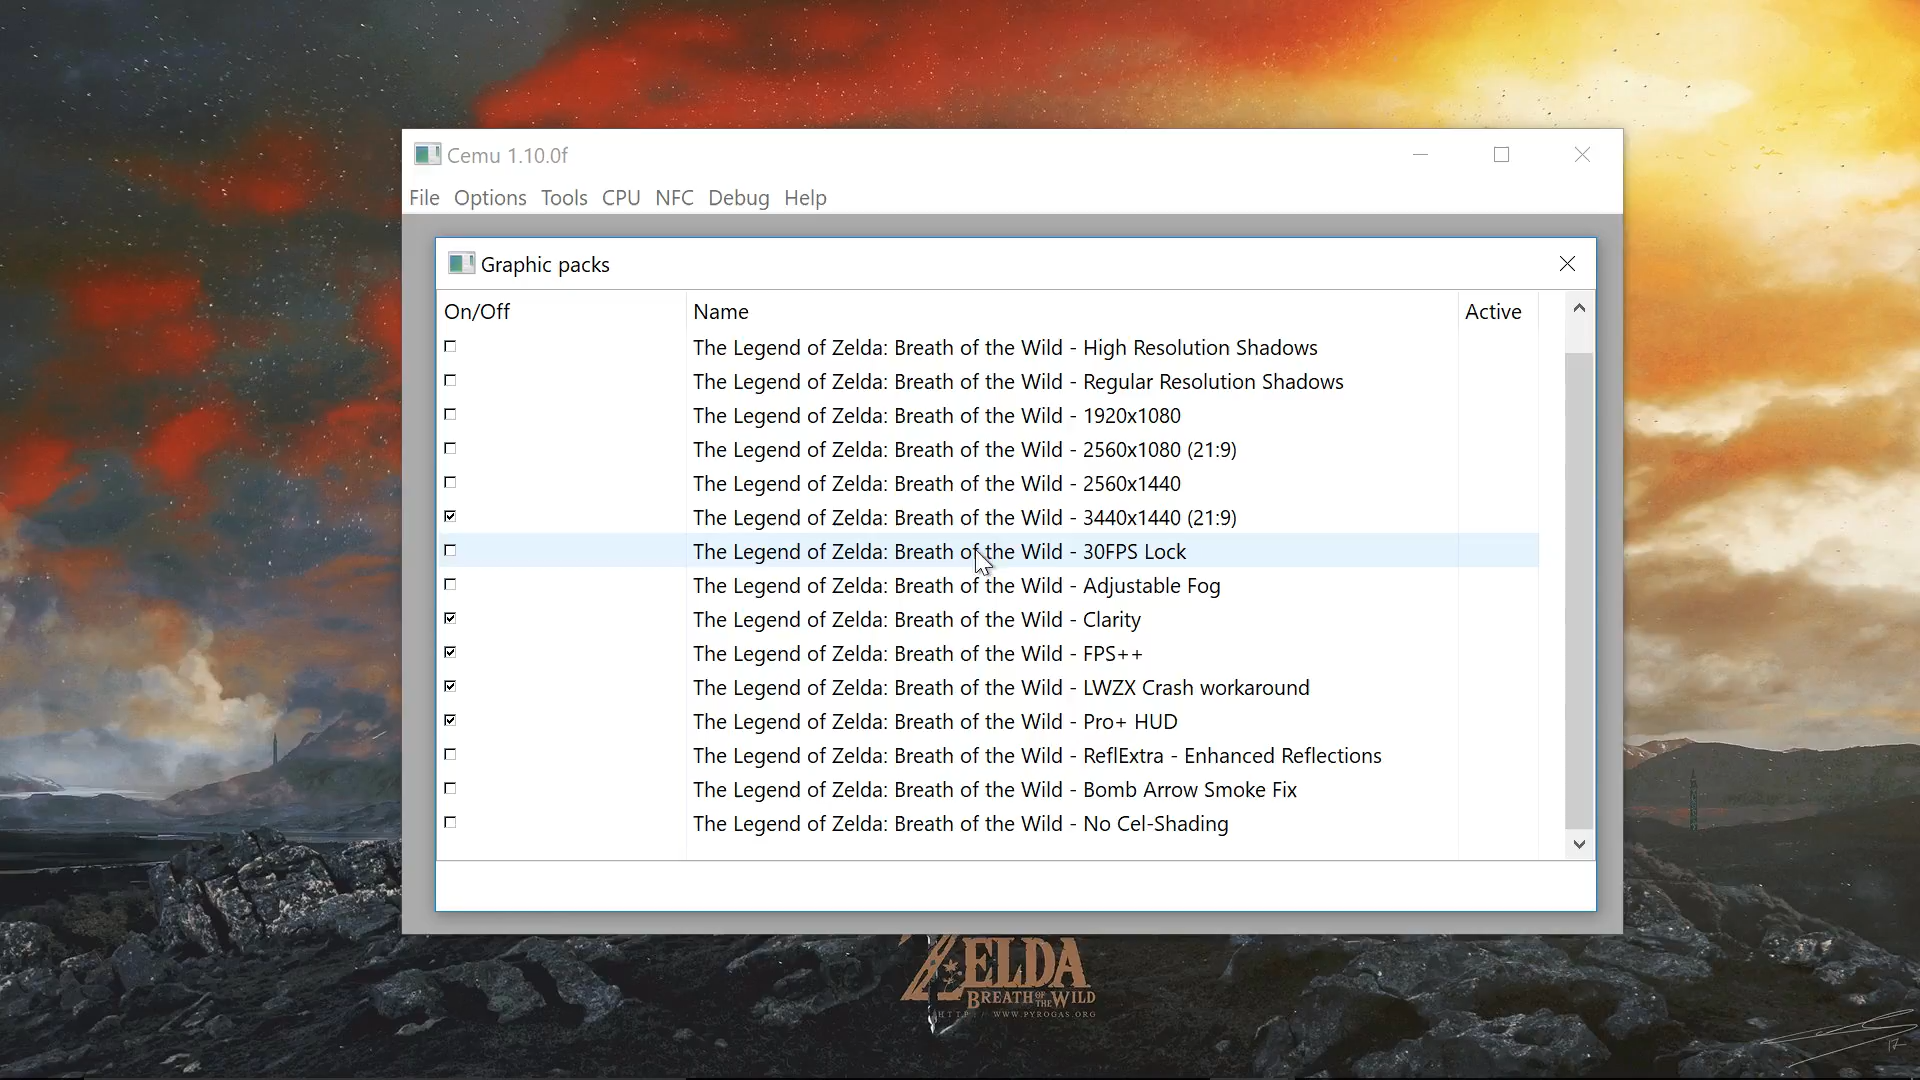 Cemu 1.10.0f
File Options Tools CPU NFC Debug Help
Graphic packs
On/Off Name Active
The Legend of Zelda: Breath of the Wild - High Resolution Shadows
The Legend of Zelda: Breath of the Wild - Regular Resolution Shadows
The Legend of Zelda: Breath of the Wild - 1920x1080
The Legend of Zelda: Breath of the Wild - 2560x1080 (21:9)
The Legend of Zelda: Breath of the Wild - 2560x1440
The Legend of Zelda: Breath of the Wild - 3440x1440 (21:9)
The Legend of Zelda: Breath of the Wild - 30FPS Lock
The Legend of Zelda: Breath of the Wild - Adjustable Fog
The Legend of Zelda: Breath of the Wild - Clarity
The Legend of Zelda: Breath of the Wild - FPS++
The Legend of Zelda: Breath of the Wild - LWZX Crash workaround
The Legend of Zelda: Breath of the Wild - Pro+ HUD
The Legend of Zelda: Breath of the Wild - ReflExtra - Enhanced Reflections
The Legend of Zelda: Breath of the Wild - Bomb Arrow Smoke Fix
The Legend of Zelda: Breath of the Wild - No Cel-Shading
ZELDA
BREATH OF THE WILD
HTTP:// WWW.PYROGAS.ORG